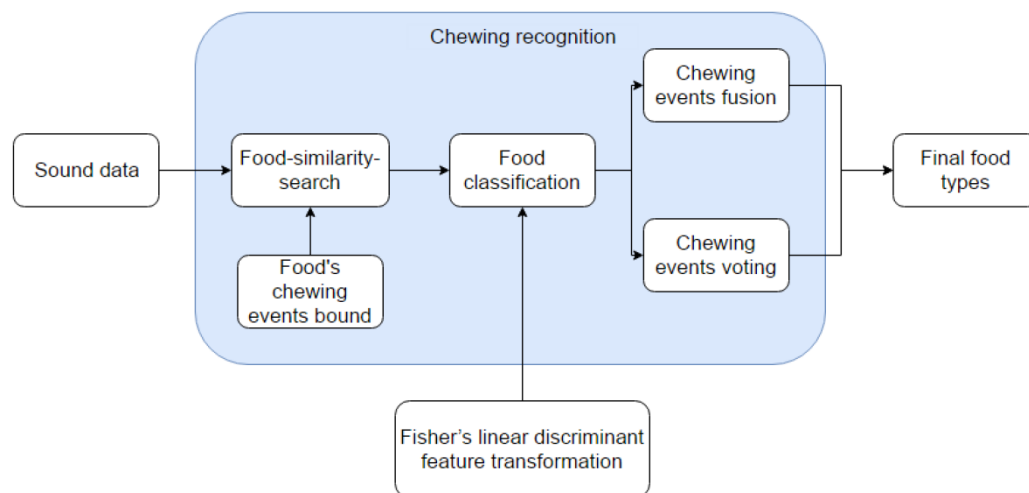 Chewing recognition
Sound data
Food-similarity-
search
Food's
chewing
events bound
Food
classification
Chewing
events fusion
Chewing
events voting
Final food
types
Fisher’s linear discriminant
feature transformation